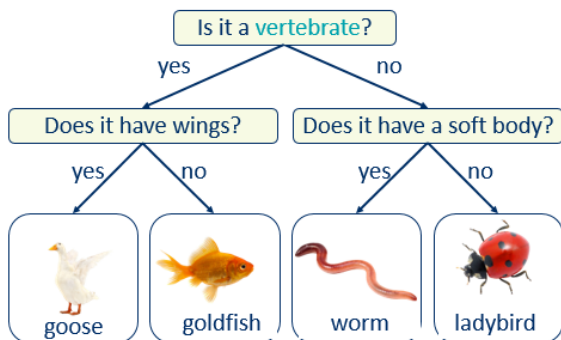 Is it a vertebrate?
yes no
Does it have wings? Does it have a soft body?
yes no yes no
goose goldfish worm ladybird